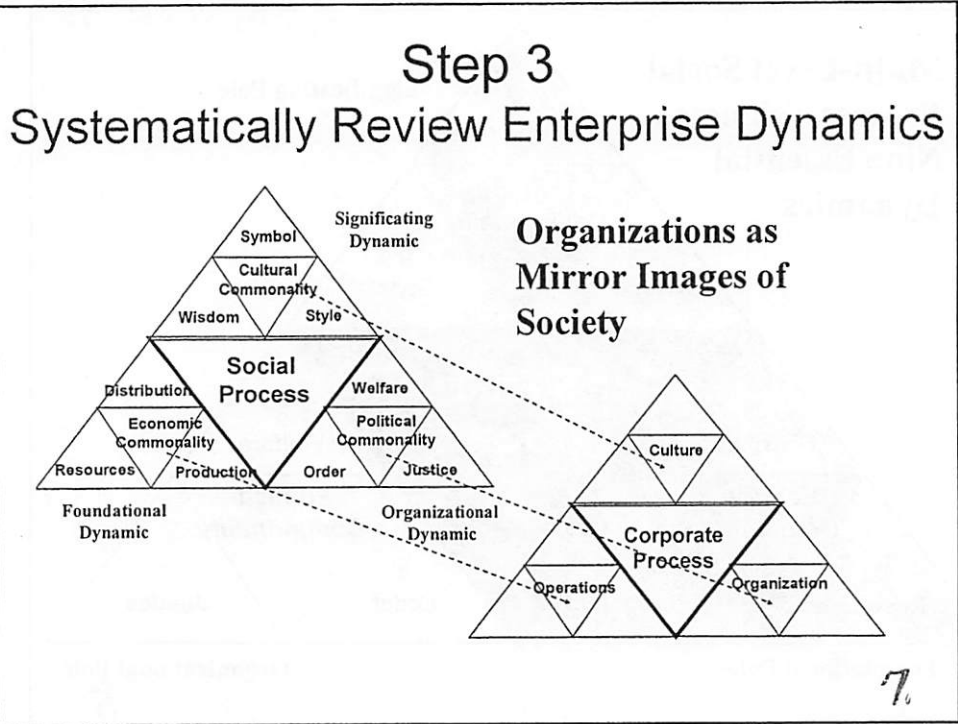 Step 3
Systematically Review Enterprise Dynamics
Significating
Dynamic
Organizations as
Mirror Images of
Society
Symbol
Cultural
Commonality
Wisdom
Style
Social
Process
Distribution
Welfare
Economic
Commonality
Political
Commonality
Resources
Production
Order
Justice
Foundational
Dynamic
Organizational
Dynamic
Culture
Corporate
Process
Operations
Organization
7